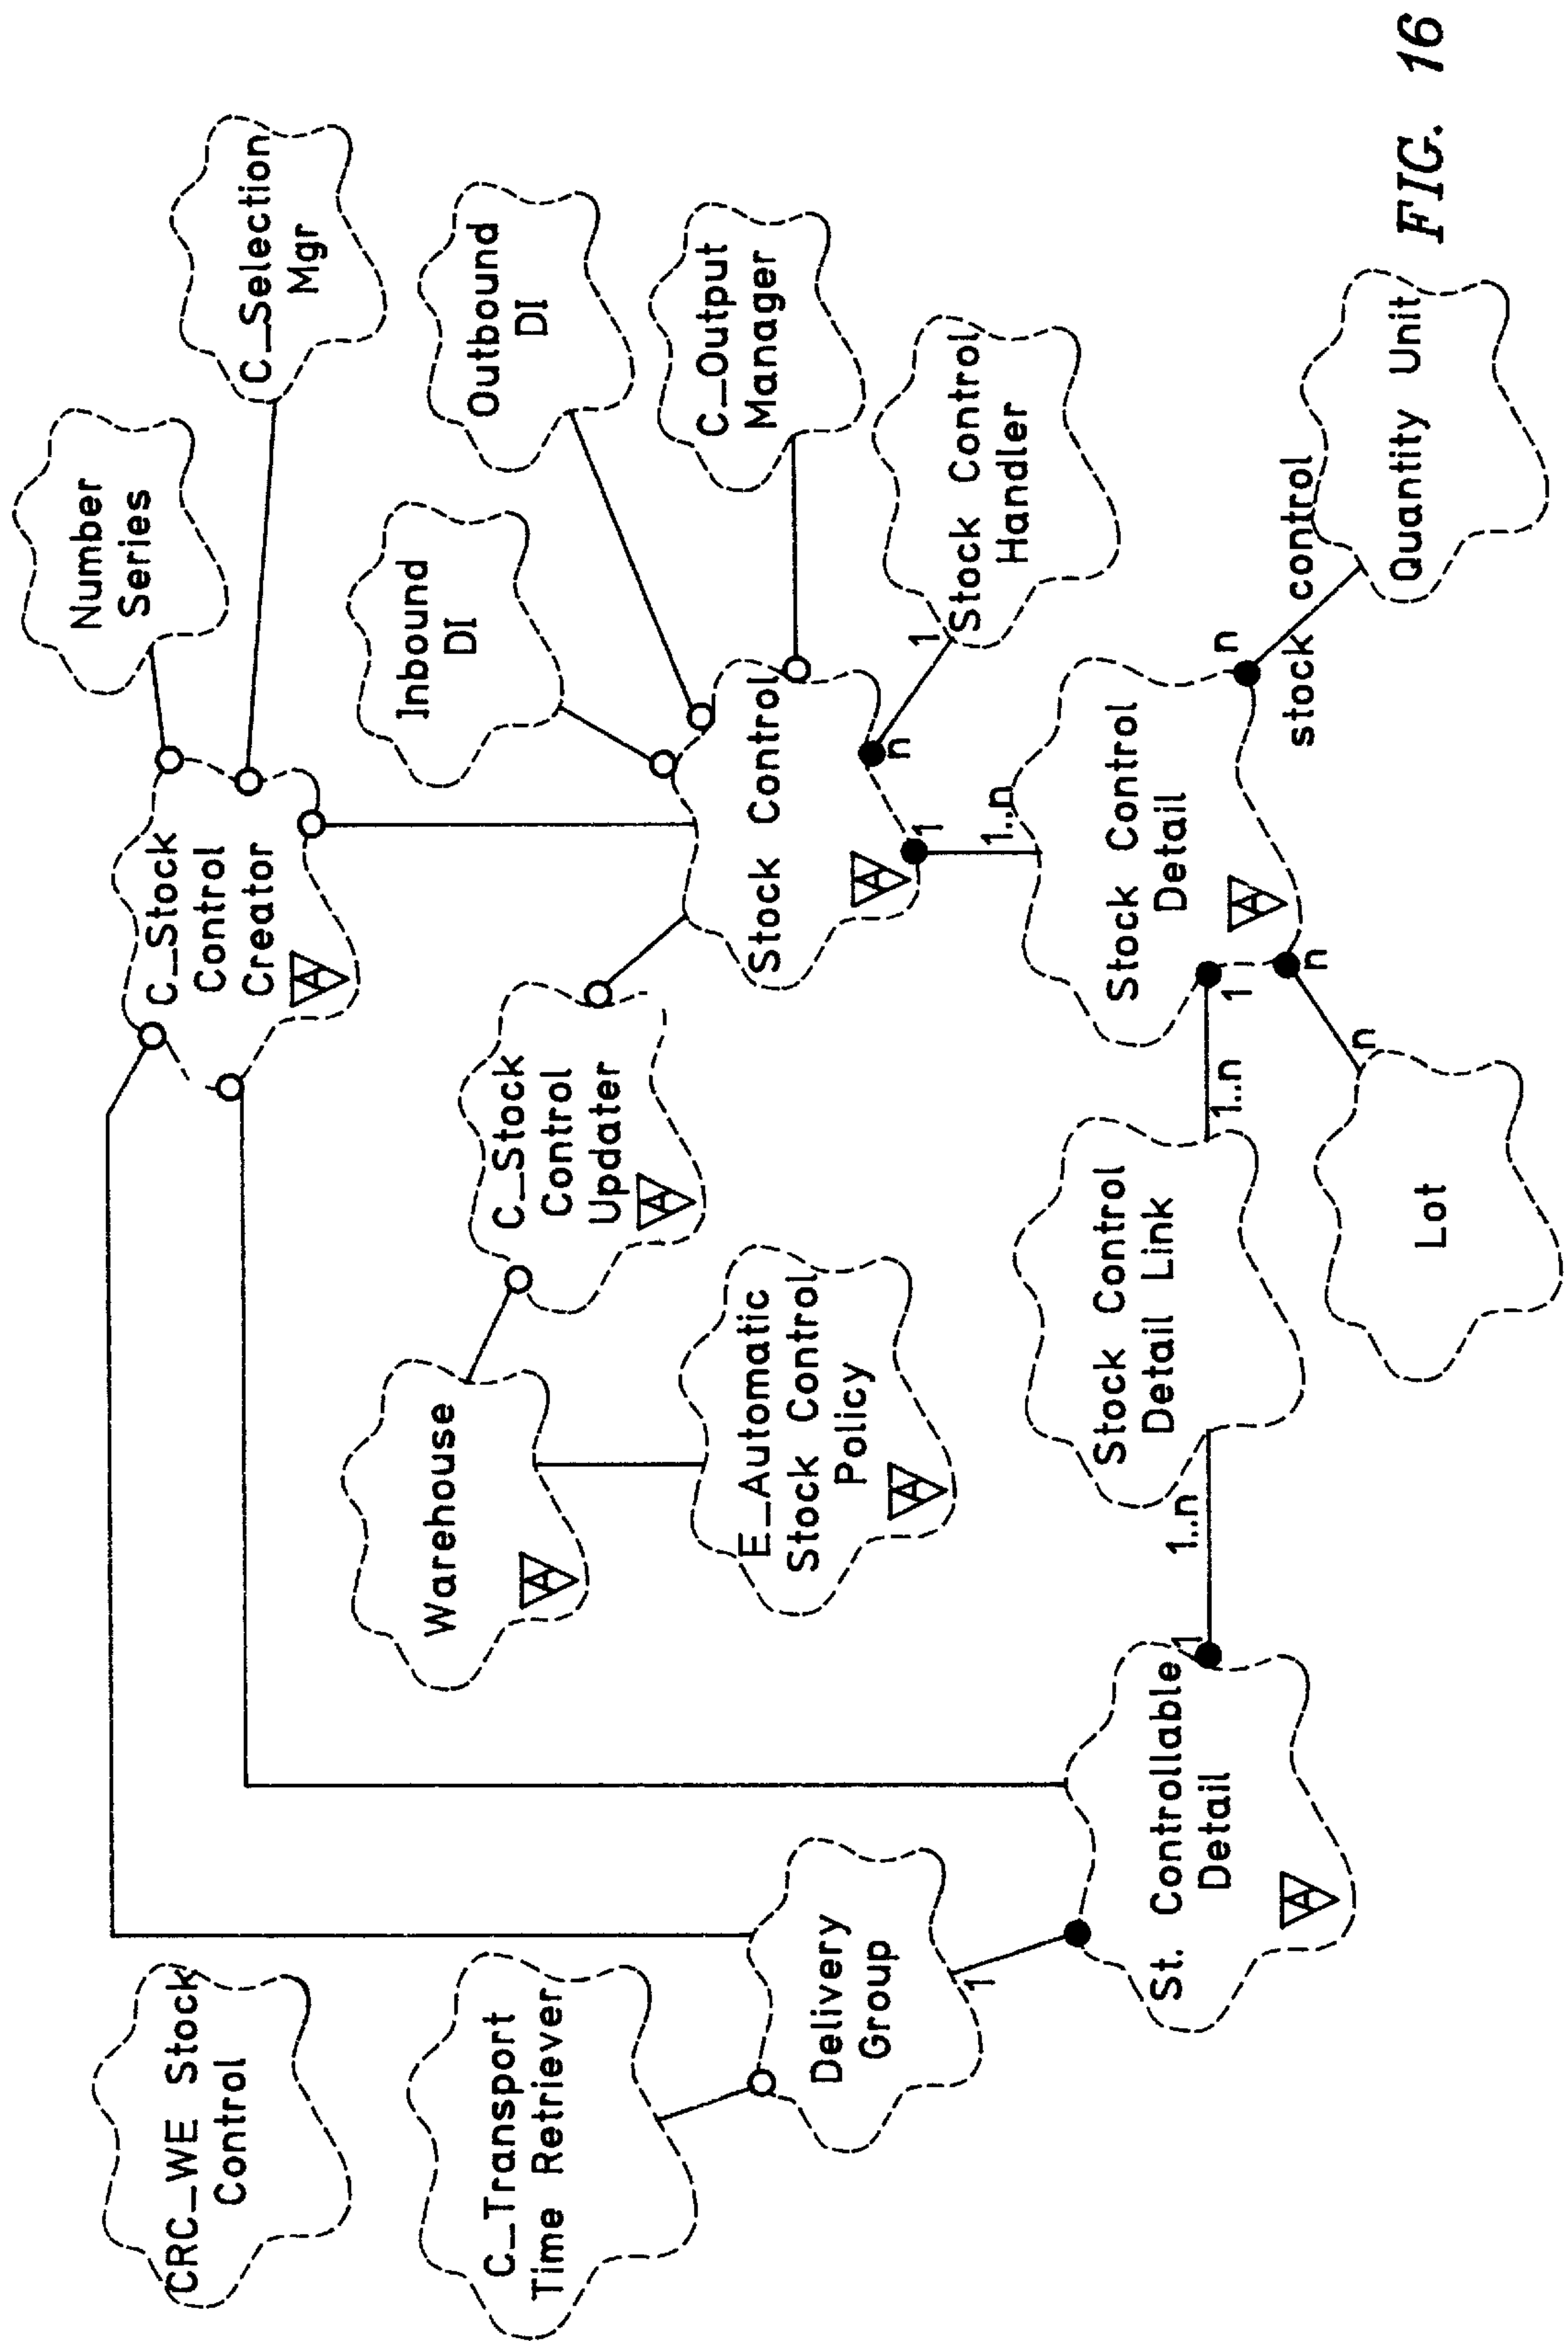 CRC_WE Stock
Control
C_Stock
Control
Creator
A
Number
Series
C_Selection
Mgr
C_Transport
Time Retriever
Warehouse
A
C_Stock
Control
Updater
A
Inbound
DI
Outbound
DI
E_Automatic
Stock Control
Policy
A
Stock Control
A
1
n
C_Output
Manager
Delivery
Group
1
1
Stock Control
Handler
1..n
St. Controllable
Detail
A
1
1..n
Stock Control
Detail Link
1..n
1
Stock Control
Detail
A
n
n
n
Lot
stock control
Quantity Unit
FIG. 16